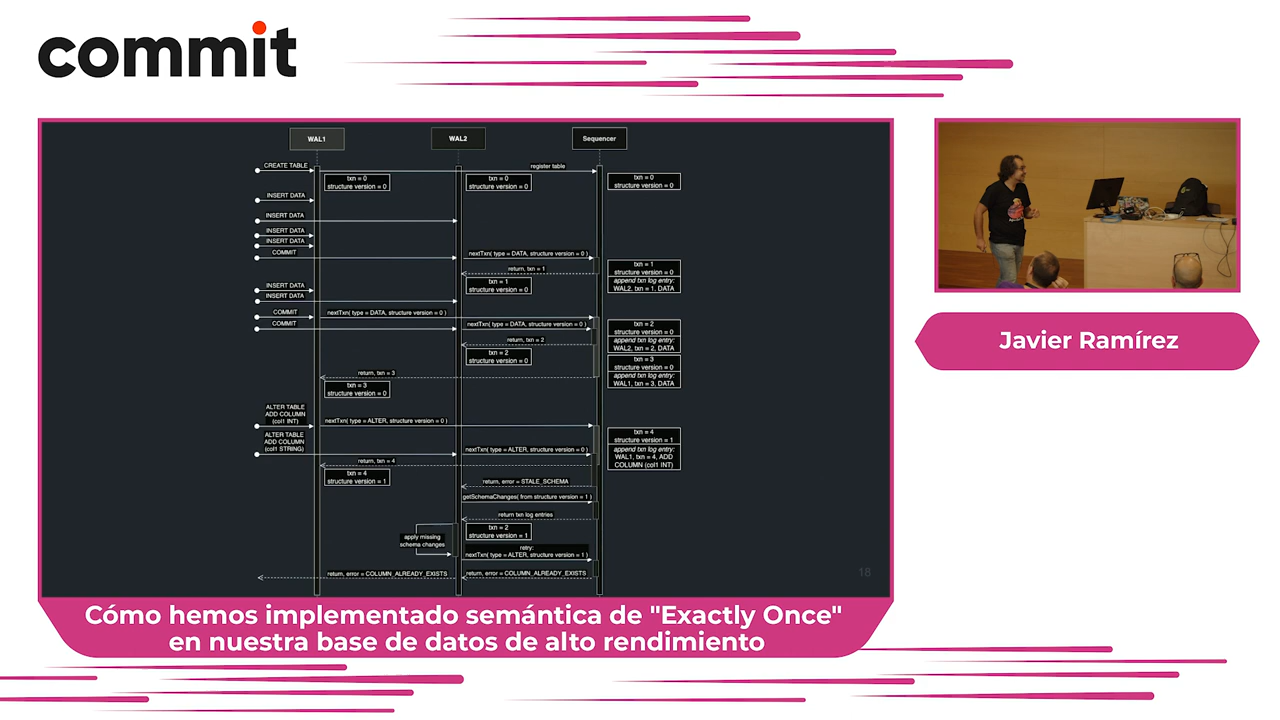 commit
WAL1
WAL2
Sequencer
CREATE TABLE
register table
txn = 0
structure version = 0
txn = 0
structure version = 0
txn = 0
structure version = 0
INSERT DATA
INSERT DATA
INSERT DATA
INSERT DATA
COMMIT
nextTxn( type = DATA, structure version = 0 )
return, txn = 1
txn = 1
structure version = 0
append txn log entry:
WAL2, txn = 1, DATA
txn = 1
structure version = 0
INSERT DATA
INSERT DATA
COMMIT
nextTxn( type = DATA, structure version = 0 )
COMMIT
nextTxn( type = DATA, structure version = 0 )
txn = 2
structure version = 0
append txn log entry:
WAL2, txn = 2, DATA
return, txn = 2
txn = 2
structure version = 0
txn = 3
structure version = 0
append txn log entry:
WAL1, txn = 3, DATA
return, txn = 3
txn = 3
structure version = 0
ALTER TABLE
ADD COLUMN
(col1 INT)
nextTxn( type = ALTER, structure version = 0 )
ALTER TABLE
ADD COLUMN
(col1 STRING)
nextTxn( type = ALTER, structure version = 0 )
txn = 4
structure version = 1
append txn log entry:
WAL1, txn = 4, ADD
COLUMN (col1 INT)
return, txn = 4
txn = 4
structure version = 1
return, error = STALE_SCHEMA
getSchemaChanges( from structure version = 1 )
return txn log entries
apply missing
schema changes
txn = 2
structure version = 1
retry:
nextTxn( type = ALTER, structure version = 1 )
return, error = COLUMN_ALREADY_EXISTS
return, error = COLUMN_ALREADY_EXISTS
18
Javier Ramírez
Cómo hemos implementado semántica de "Exactly Once"
en nuestra base de datos de alto rendimiento